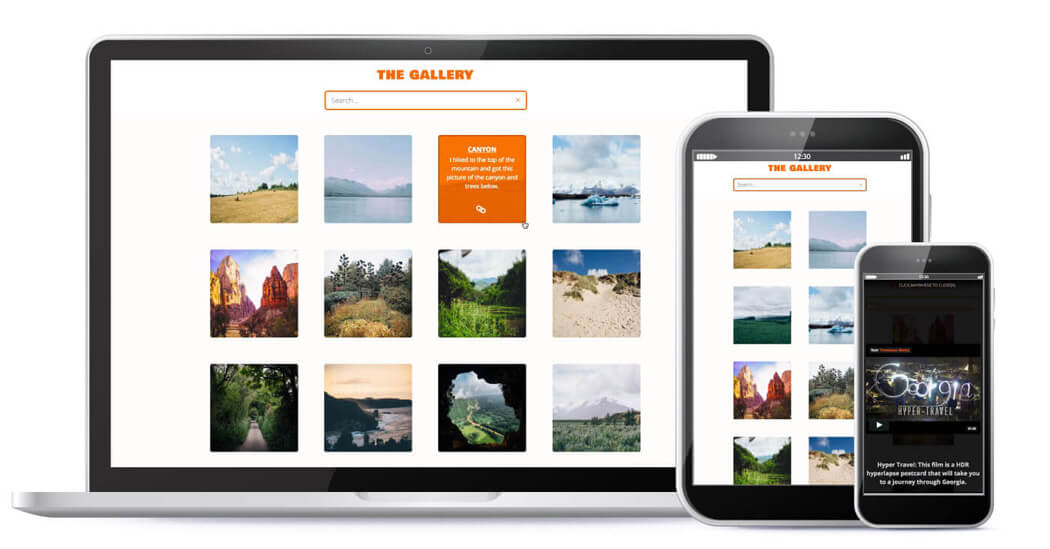 THE GALLERY
Search...
CANYON
I hiked to the top of the
mountain and got this
picture of the canyon and
trees below.
12:30
THE GALLERY
Search...
12:30
CLICK ANYWHERE TO CLOSE
Georgia
HYPER-TRAVEL
Hyper Travel: This film is a HDR
hyperlapse postcard that will take you
to a journey through Georgia.